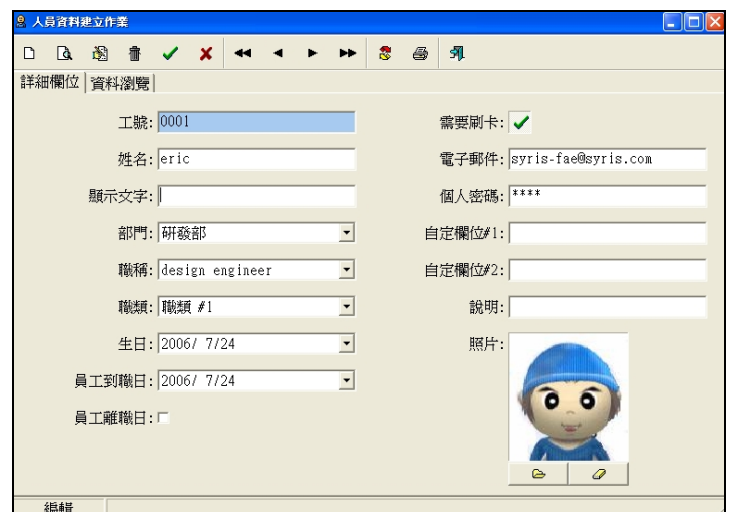 人員資料建立作業
詳細欄位 資料瀏覽
工號: 0001
姓名: eric
顯示文字:
部門: 研發部
職稱: design engineer
職類: 職類 #1
生日: 2006/ 7/24
員工到職日: 2006/ 7/24
員工離職日:
需要刷卡:
電子郵件: syris-fae@syris.com
個人密碼: ****
自定欄位#1:
自定欄位#2:
說明:
照片:
編輯